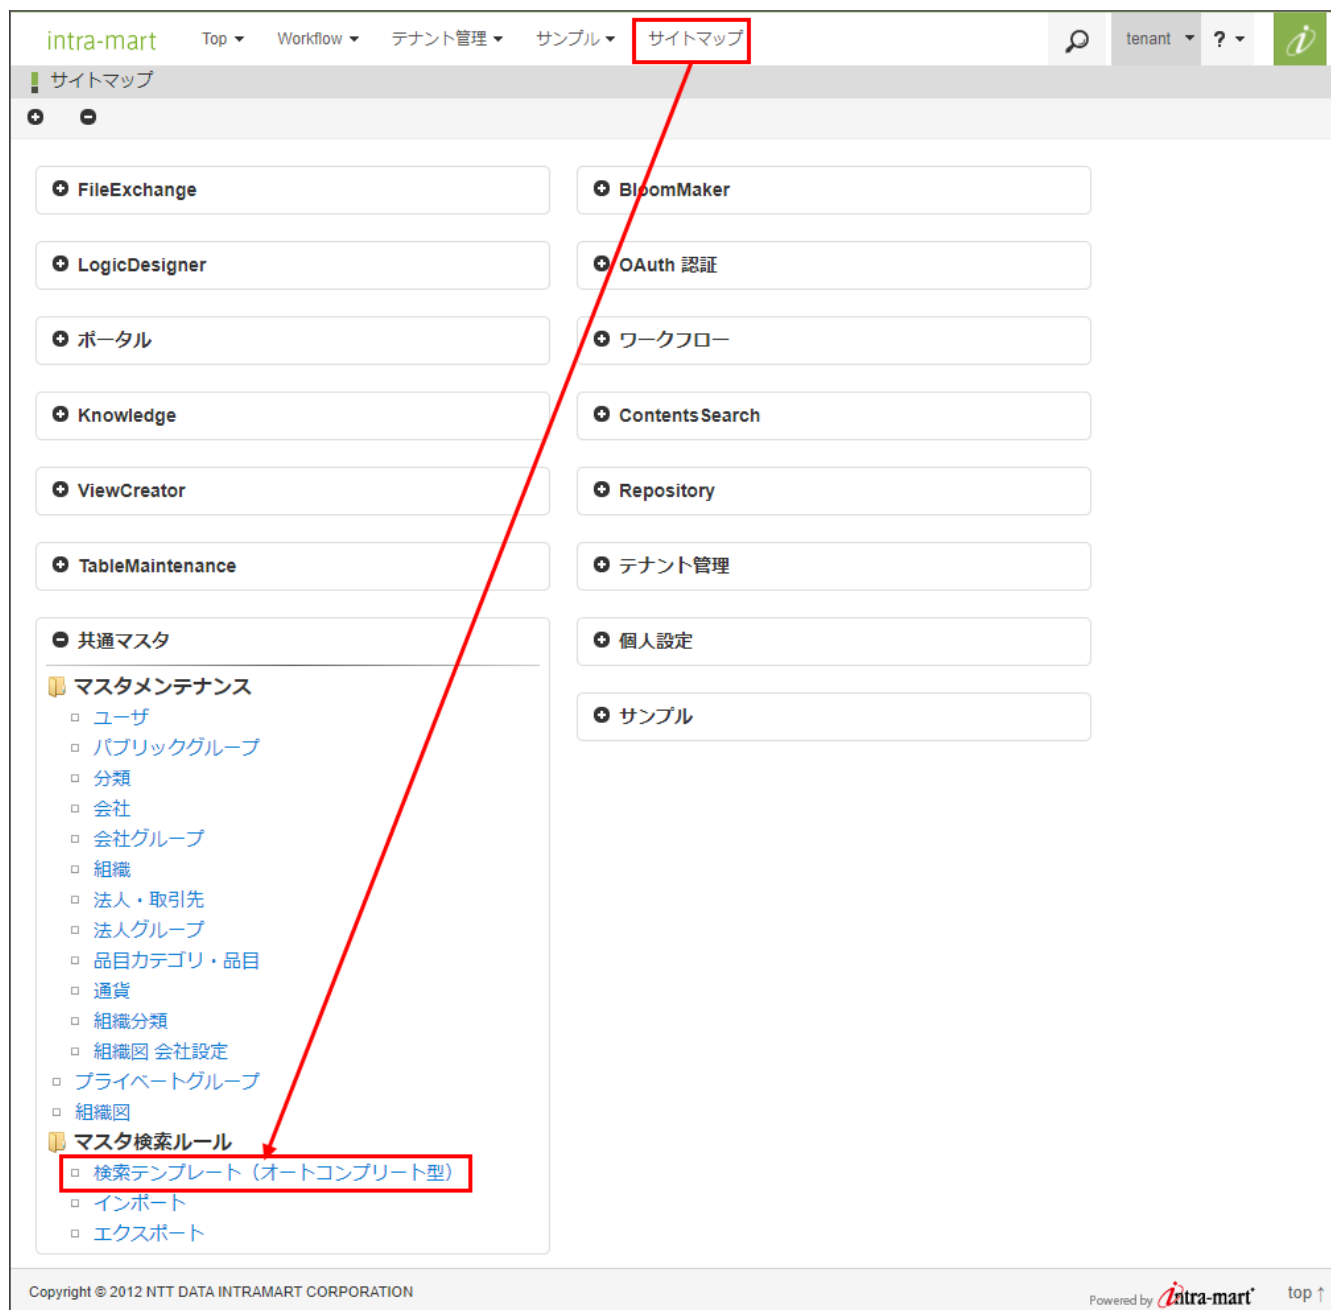 intra-mart Top Workflow テナント管理 サンプル サイトマップ tenant ?
サイトマップ
FileExchange
BloomMaker
LogicDesigner
OAuth 認証
ポータル
ワークフロー
Knowledge
ContentsSearch
ViewCreator
Repository
TableMaintenance
テナント管理
共通マスタ
個人設定
サンプル
マスタメンテナンス
ユーザ
パブリックグループ
分類
会社
会社グループ
組織
法人・取引先
法人グループ
品目カテゴリ・品目
通貨
組織分類
組織図 会社設定
プライベートグループ
組織図
マスタ検索ルール
検索テンプレート（オートコンプリート型）
インポート
エクスポート
Copyright © 2012 NTT DATA INTRAMART CORPORATION
Powered by intra-mart top ↑